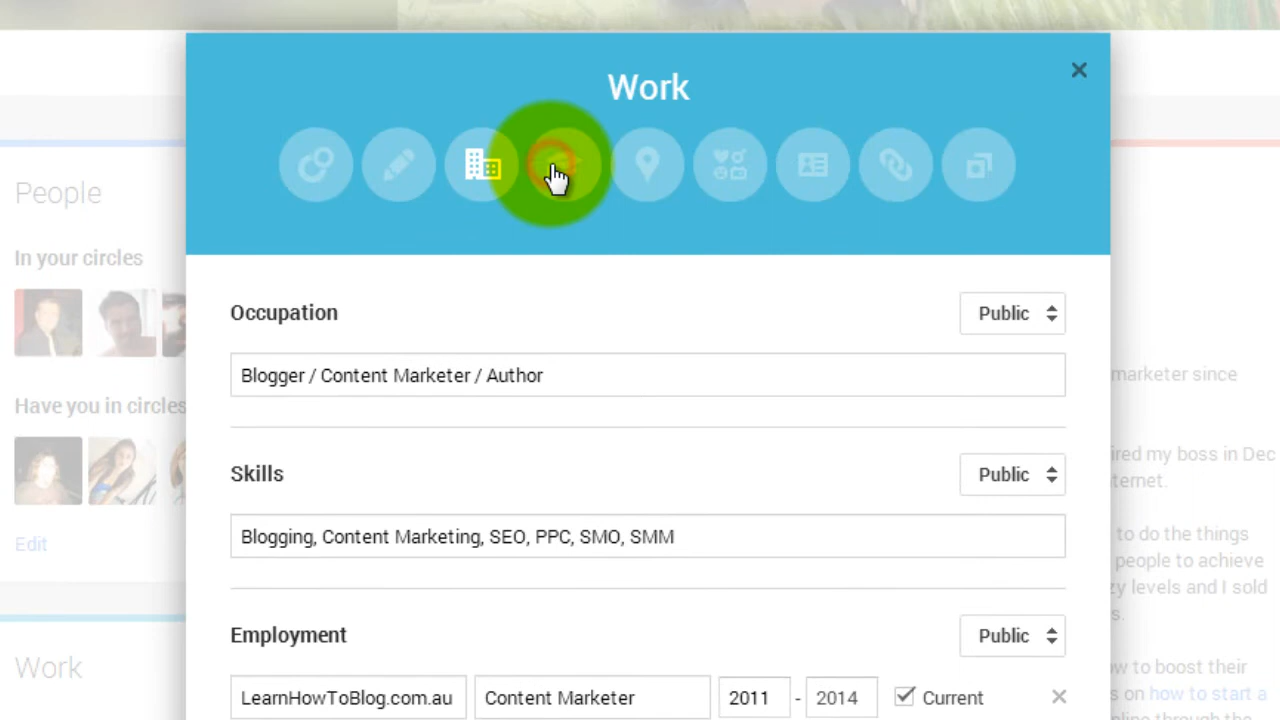 Work
People
In your circles
Have you in circles
Edit
Work
Occupation
Public
Blogger / Content Marketer / Author
Skills
Public
Blogging, Content Marketing, SEO, PPC, SMO, SMM
Employment
Public
LearnHowToBlog.com.au Content Marketer 2011 - 2014 Current
marketer since
ired my boss in Dec
ternet.
to do the things
people to achieve
zy levels and I sold
s.
ow to boost their
s on how to start a